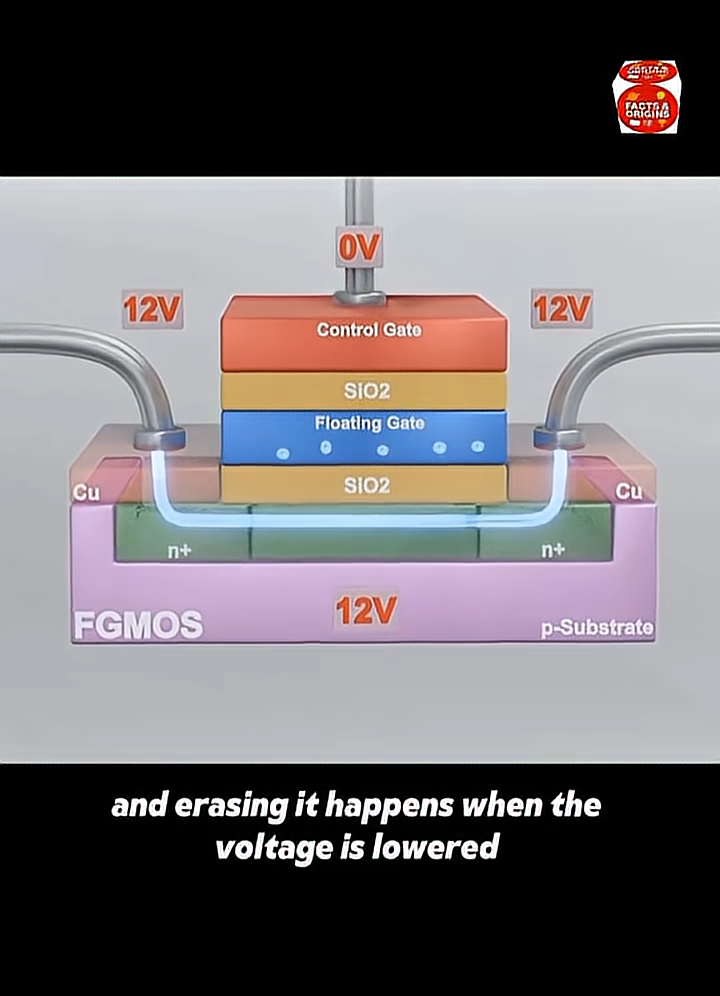 FACTS &
ORIGINS
0V
12V
12V
Control Gate
SiO2
Floating Gate
SiO2
Cu
Cu
n+
n+
12V
FGMOS
p-Substrate
and erasing it happens when the
voltage is lowered